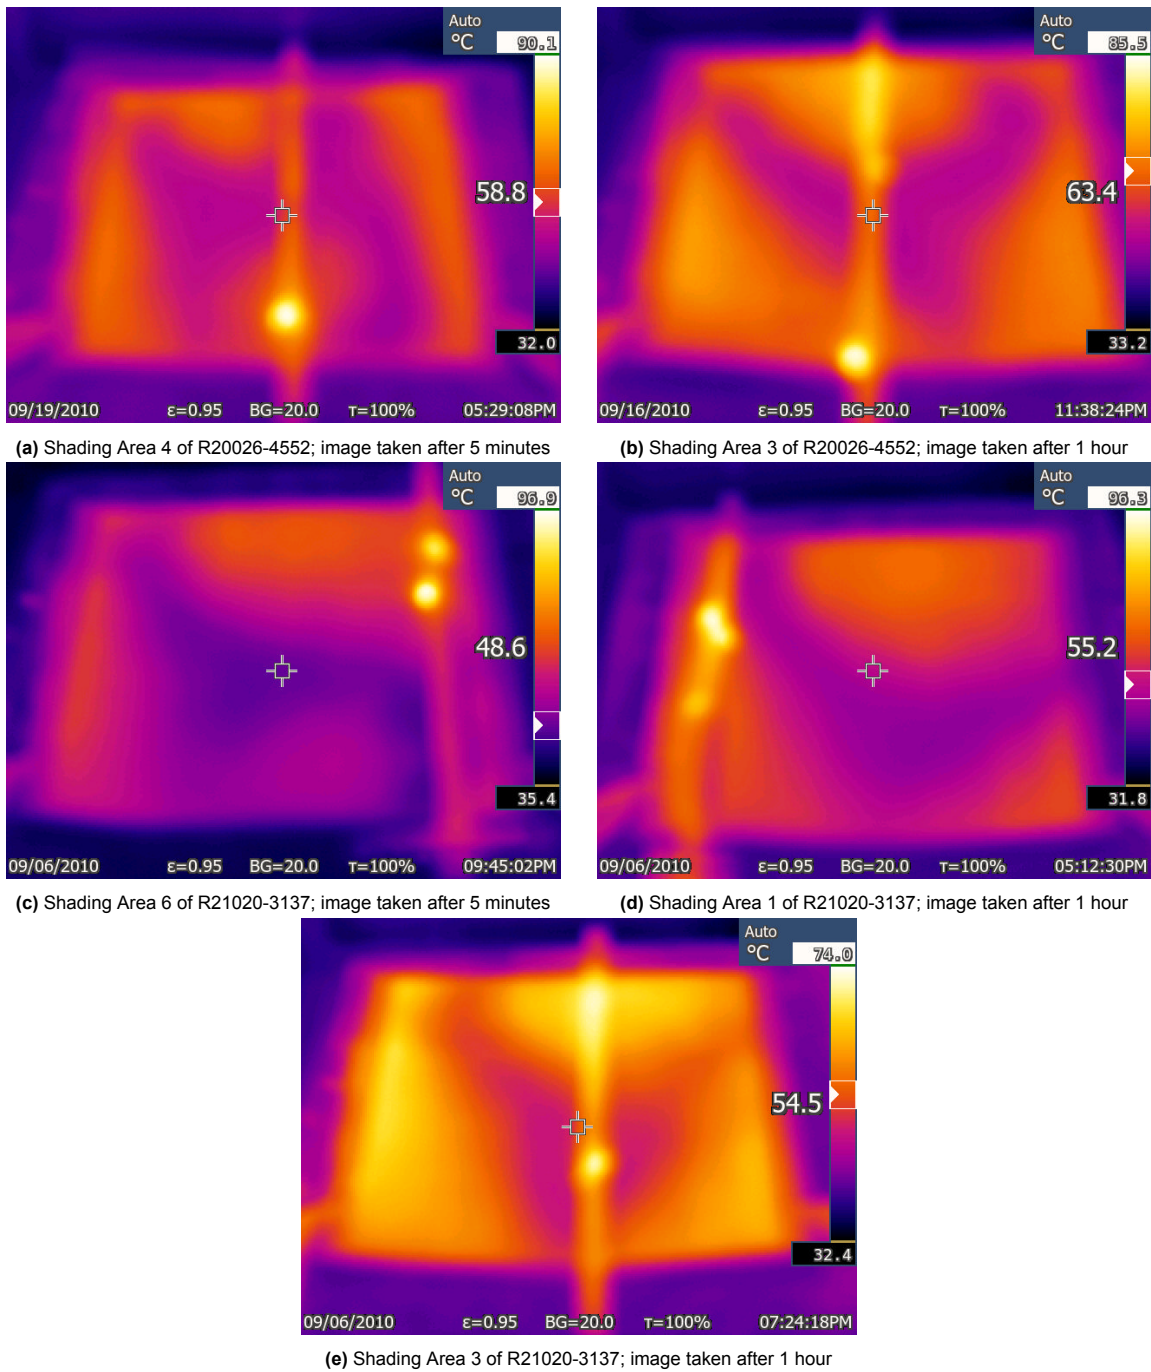 Auto
°C 90.1
58.8
32.0
09/19/2010 ε=0.95 BG=20.0 τ=100% 05:29:08PM
(a) Shading Area 4 of R20026-4552; image taken after 5 minutes
Auto
°C 85.5
63.4
33.2
09/16/2010 ε=0.95 BG=20.0 τ=100% 11:38:24PM
(b) Shading Area 3 of R20026-4552; image taken after 1 hour
Auto
°C 96.9
48.6
35.4
09/06/2010 ε=0.95 BG=20.0 τ=100% 09:45:02PM
(c) Shading Area 6 of R21020-3137; image taken after 5 minutes
Auto
°C 96.3
55.2
31.8
09/06/2010 ε=0.95 BG=20.0 τ=100% 05:12:30PM
(d) Shading Area 1 of R21020-3137; image taken after 1 hour
Auto
°C 74.0
54.5
32.4
09/06/2010 ε=0.95 BG=20.0 τ=100% 07:24:18PM
(e) Shading Area 3 of R21020-3137; image taken after 1 hour